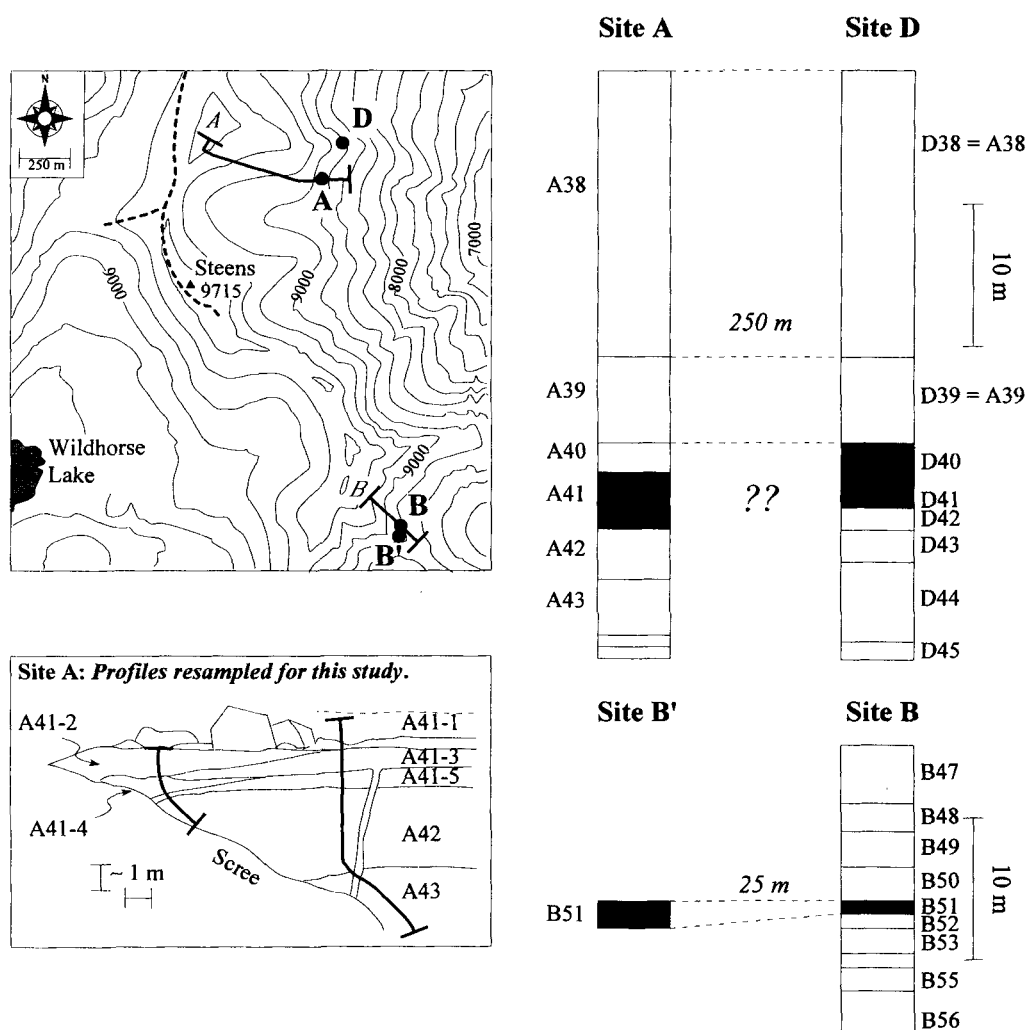 Site A
Site D
N
250 m
A
D
A
Steens
9715
9000
9000
8000
7000
9000
Wildhorse
Lake
B
B
B'
A38
A39
A40
A41
A42
A43
250 m
??
D38 = A38
10 m
D39 = A39
D40
D41
D42
D43
D44
D45
Site A: Profiles resampled for this study.
A41-2
A41-1
A41-3
A41-5
A41-4
A42
A43
Scree
~ 1 m
Site B'
Site B
B51
25 m
B47
B48
B49
B50
B51
B52
B53
B55
B56
10 m